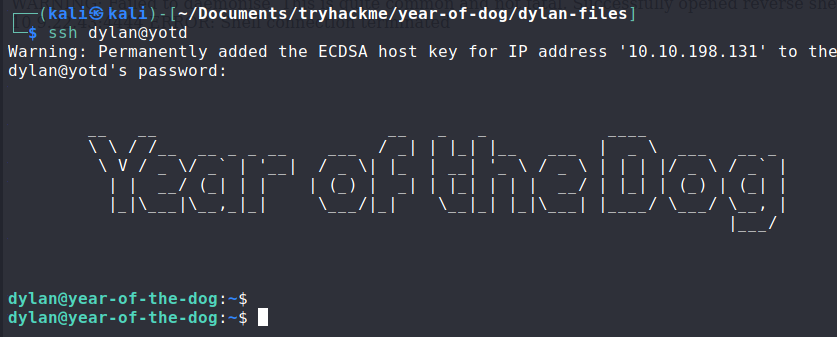 (kali㉿kali)-[~/Documents/tryhackme/year-of-dog/dylan-files]
$ ssh dylan@yotd
Warning: Permanently added the ECDSA host key for IP address '10.10.198.131' to the
dylan@yotd's password:
Year of the Dog
dylan@year-of-the-dog:~$
dylan@year-of-the-dog:~$